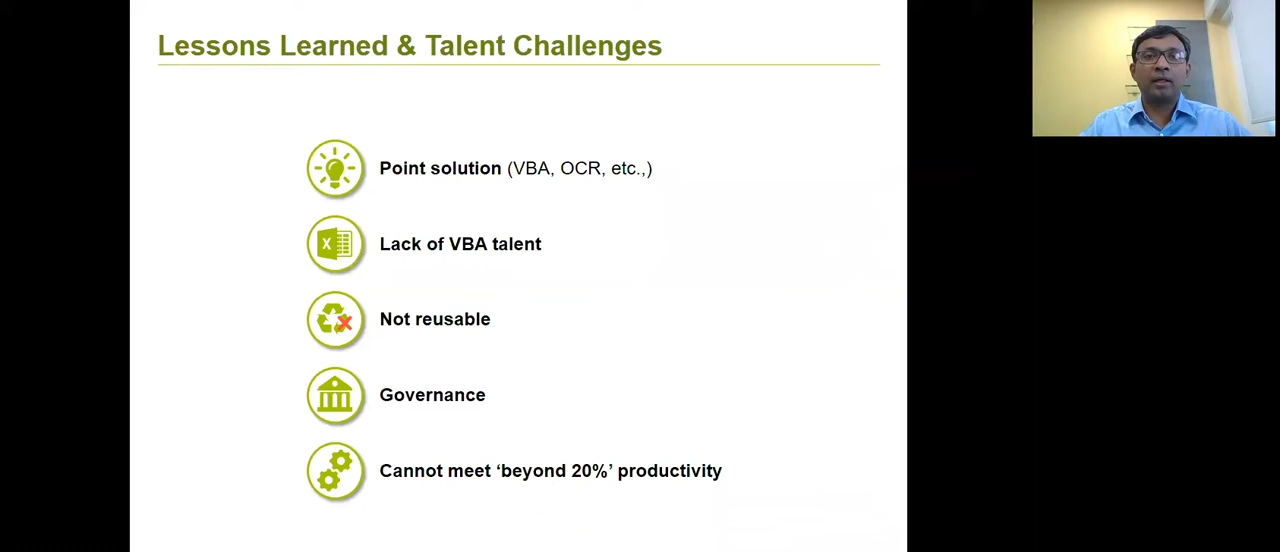 Lessons Learned & Talent Challenges
Point solution (VBA, OCR, etc.,)
X
Lack of VBA talent
Not reusable
Governance
Cannot meet ‘beyond 20%’ productivity